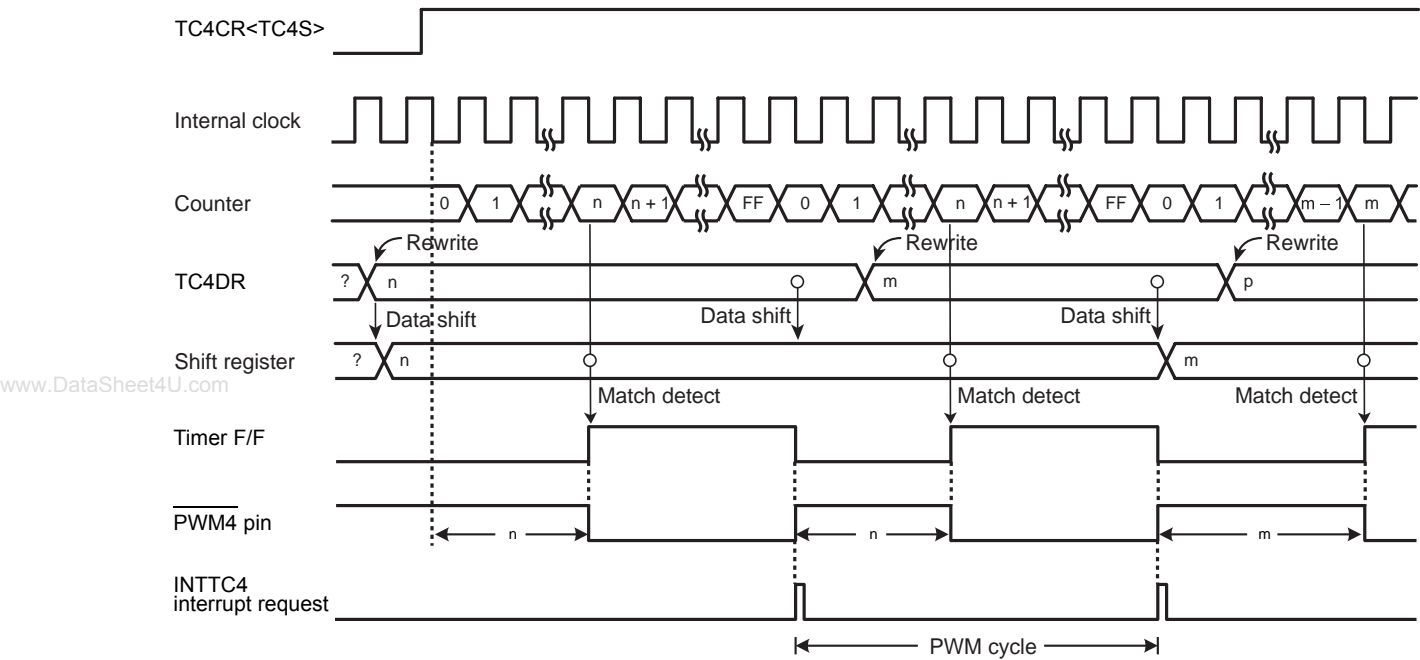 TC4CR<TC4S>
Internal clock
Counter
0 1 n n + 1 FF 0 1 n n + 1 FF 0 1 m – 1 m
Rewrite Rewrite Rewrite
TC4DR
? n m p
Data shift Data shift Data shift
Shift register
? n m
www.DataSheet4U.com
Match detect Match detect Match detect
Timer F/F
PWM4 pin
n n m
INTTC4
interrupt request
PWM cycle